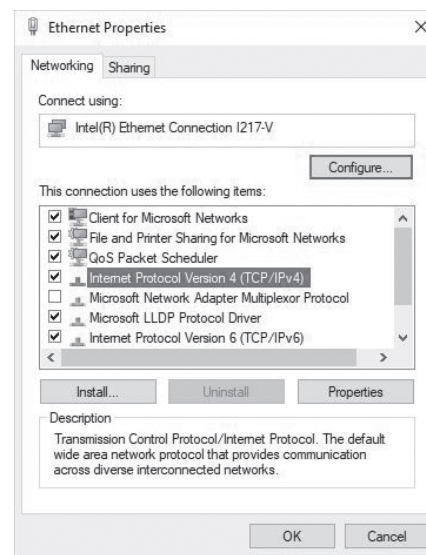 Ethernet Properties
Networking
Sharing
Connect using:
Intel(R) Ethernet Connection I217-V
Configure...
This connection uses the following items:
Client for Microsoft Networks
File and Printer Sharing for Microsoft Networks
QoS Packet Scheduler
Internet Protocol Version 4 (TCP/IPv4)
Microsoft Network Adapter Multiplexor Protocol
Microsoft LLDP Protocol Driver
Internet Protocol Version 6 (TCP/IPv6)
Install...
Uninstall
Properties
Description
Transmission Control Protocol/Internet Protocol. The default
wide area network protocol that provides communication
across diverse interconnected networks.
OK
Cancel